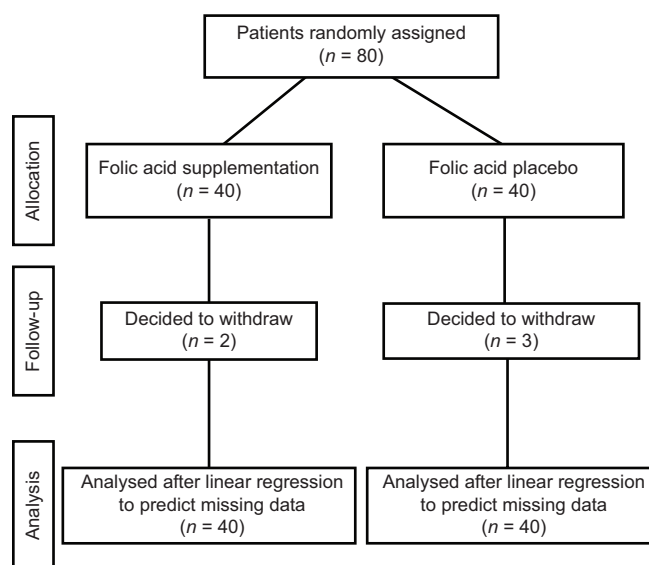 Patients randomly assigned
(n = 80)
Allocation
Folic acid supplementation
(n = 40)
Folic acid placebo
(n = 40)
Follow-up
Decided to withdraw
(n = 2)
Decided to withdraw
(n = 3)
Analysis
Analysed after linear regression
to predict missing data
(n = 40)
Analysed after linear regression
to predict missing data
(n = 40)